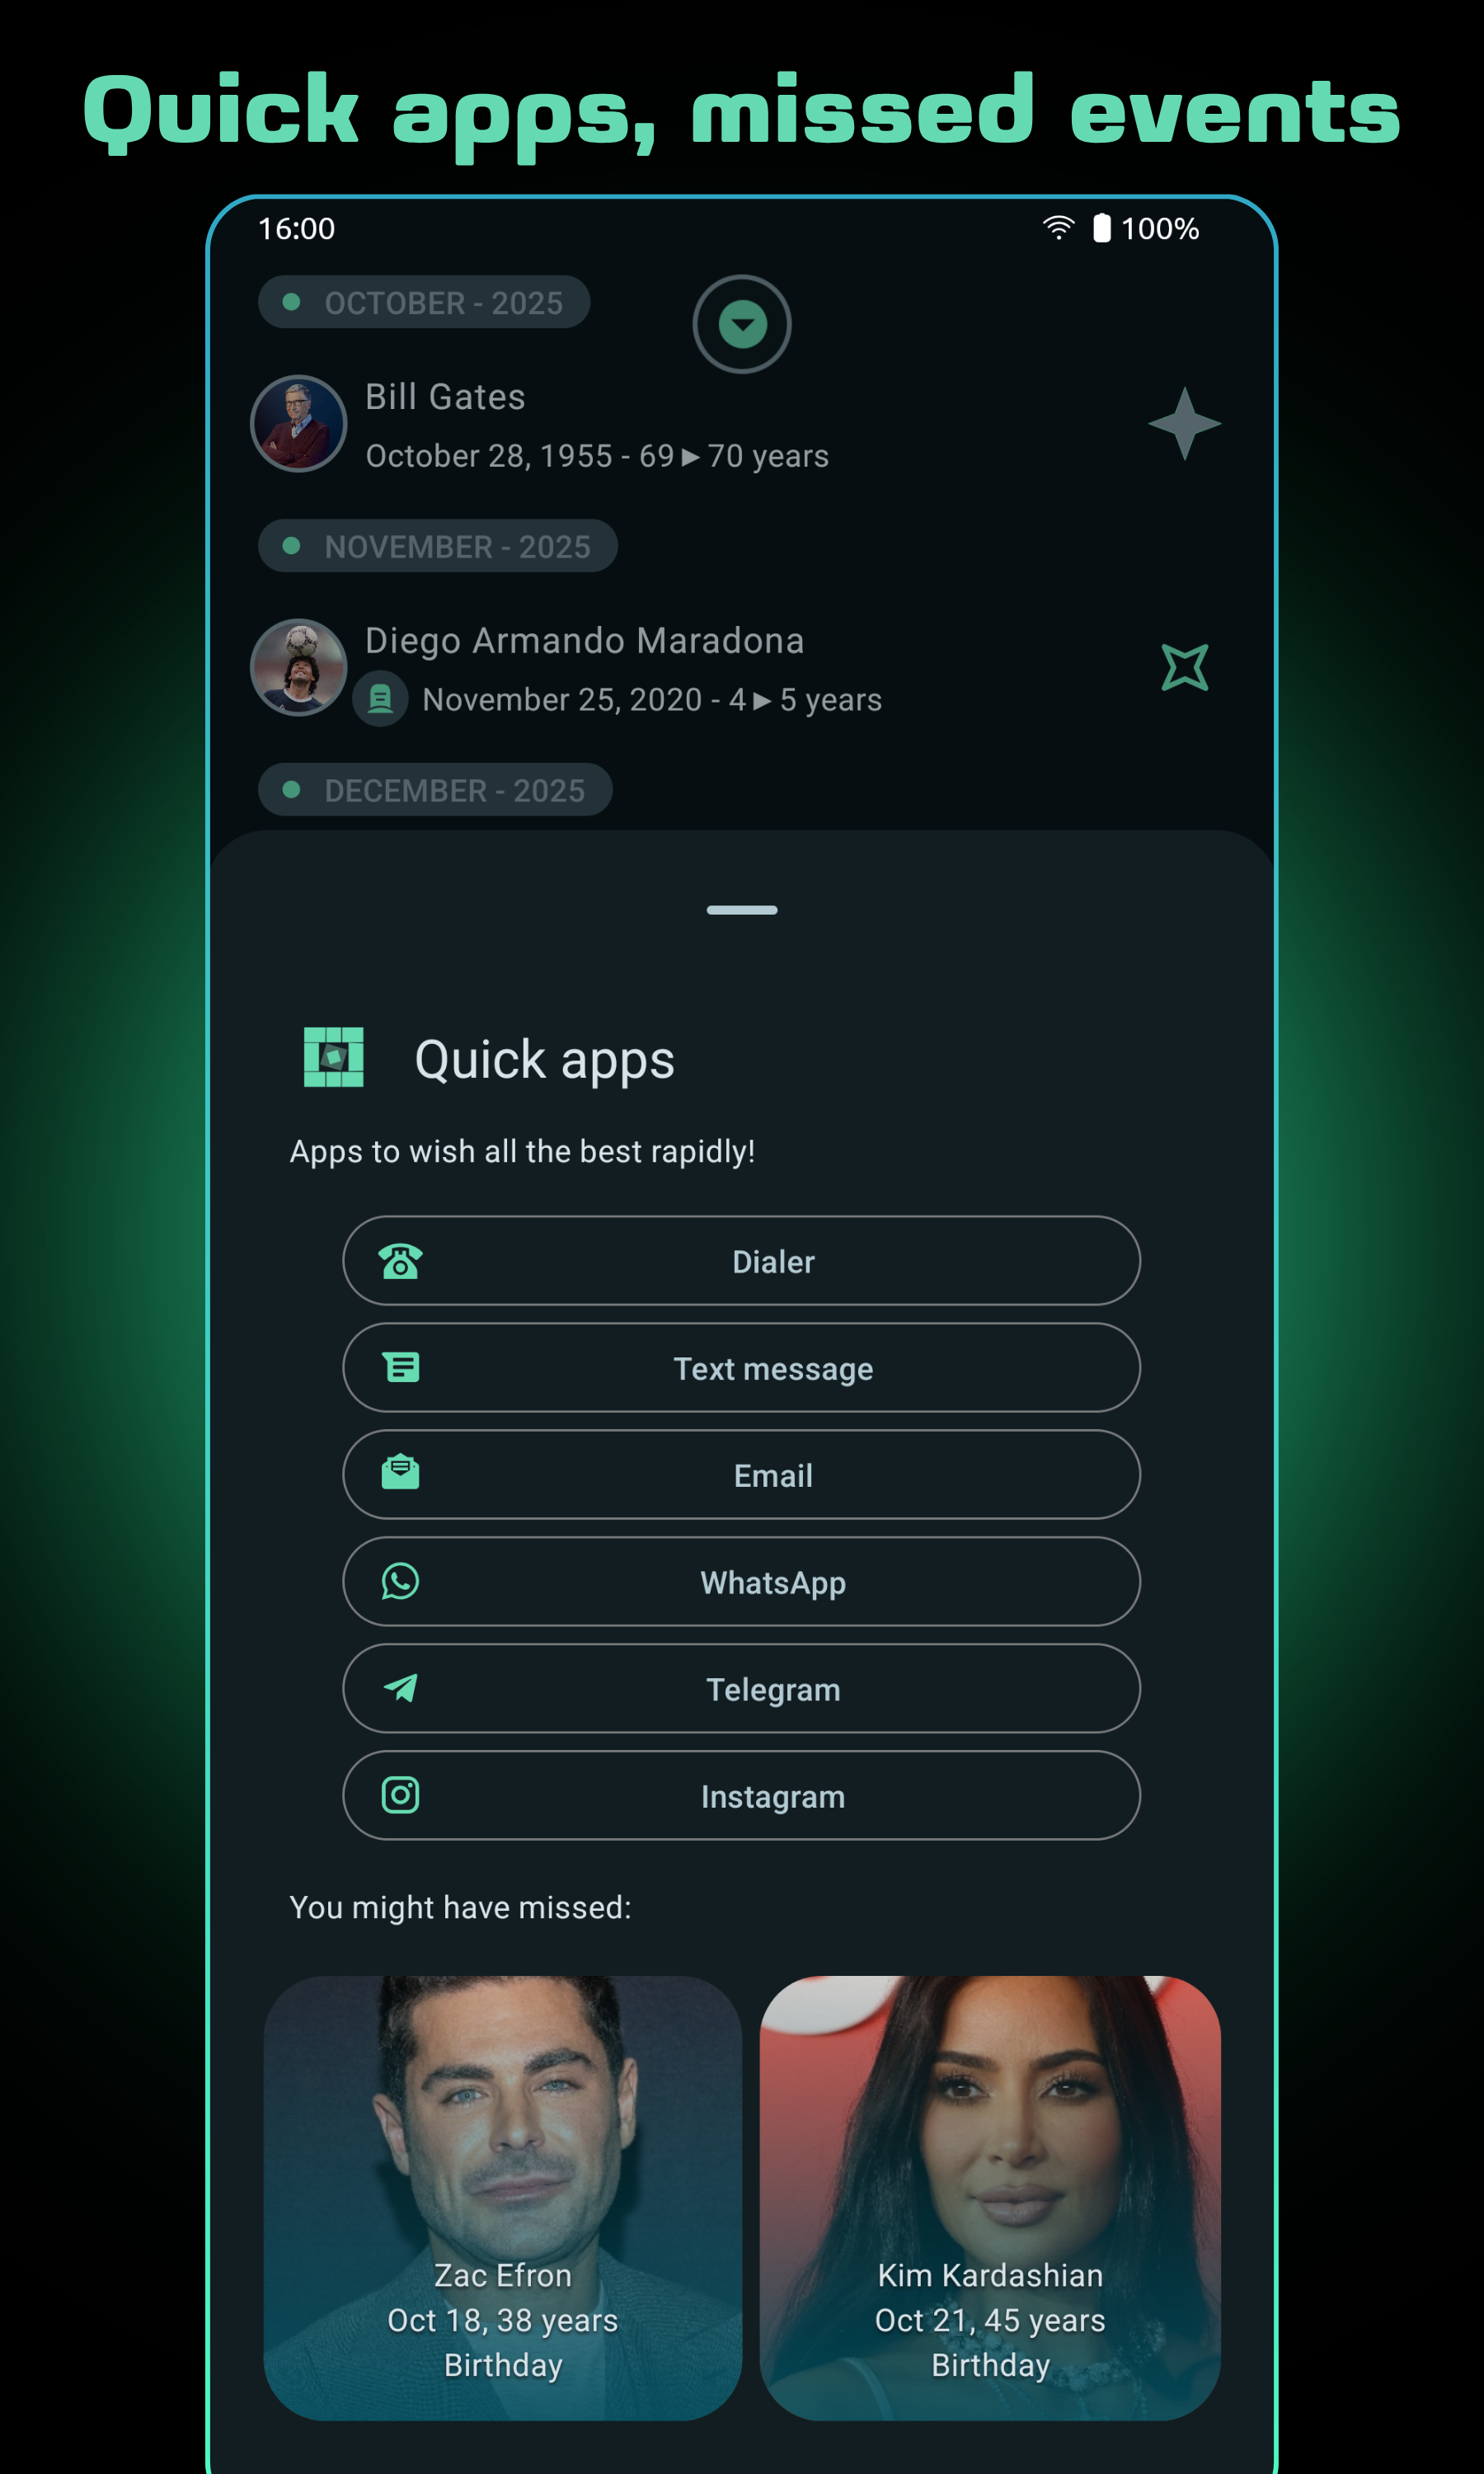 Quick apps, missed events
16:00
100%
OCTOBER - 2025
Bill Gates
October 28, 1955 - 69►70 years
NOVEMBER - 2025
Diego Armando Maradona
November 25, 2020 - 4►5 years
DECEMBER - 2025
Quick apps
Apps to wish all the best rapidly!
Dialer
Text message
Email
WhatsApp
Telegram
Instagram
You might have missed:
Zac Efron
Oct 18, 38 years
Birthday
Kim Kardashian
Oct 21, 45 years
Birthday